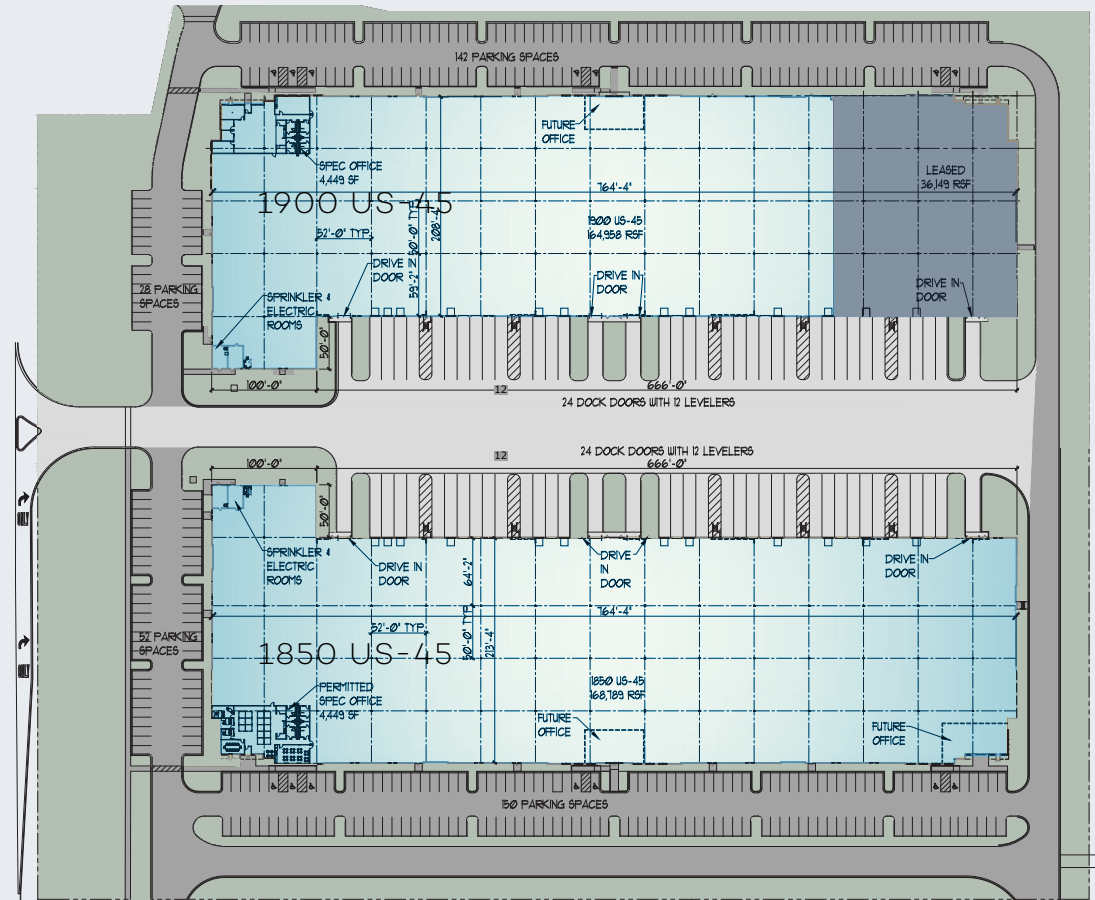 142 PARKING SPACES
FUTURE
OFFICE
SPEC OFFICE
4,449 SF
LEASED
36,149 RSF
764'-4"
1900 US-45
1900 US-45
164,958 RSF
52'-0" TYP.
50'-0" TYP.
208'-4"
59'-2"
DRIVE IN
DOOR
DRIVE IN
DOOR
DRIVE IN
DOOR
28 PARKING
SPACES
SPRINKLER &
ELECTRIC
ROOMS
50'-0"
100'-0"
666'-0"
12
24 DOCK DOORS WITH 12 LEVELERS
24 DOCK DOORS WITH 12 LEVELERS
12
100'-0"
666'-0"
50'-0"
SPRINKLER &
ELECTRIC
ROOMS
DRIVE IN
DOOR
DRIVE
IN
DOOR
DRIVE IN
DOOR
64'-2"
764'-4"
52'-0" TYP.
50'-0" TYP.
213'-4"
52 PARKING
SPACES
1850 US-45
1850 US-45
168,789 RSF
PERMITTED
SPEC OFFICE
4,449 SF
FUTURE
OFFICE
FUTURE
OFFICE
150 PARKING SPACES